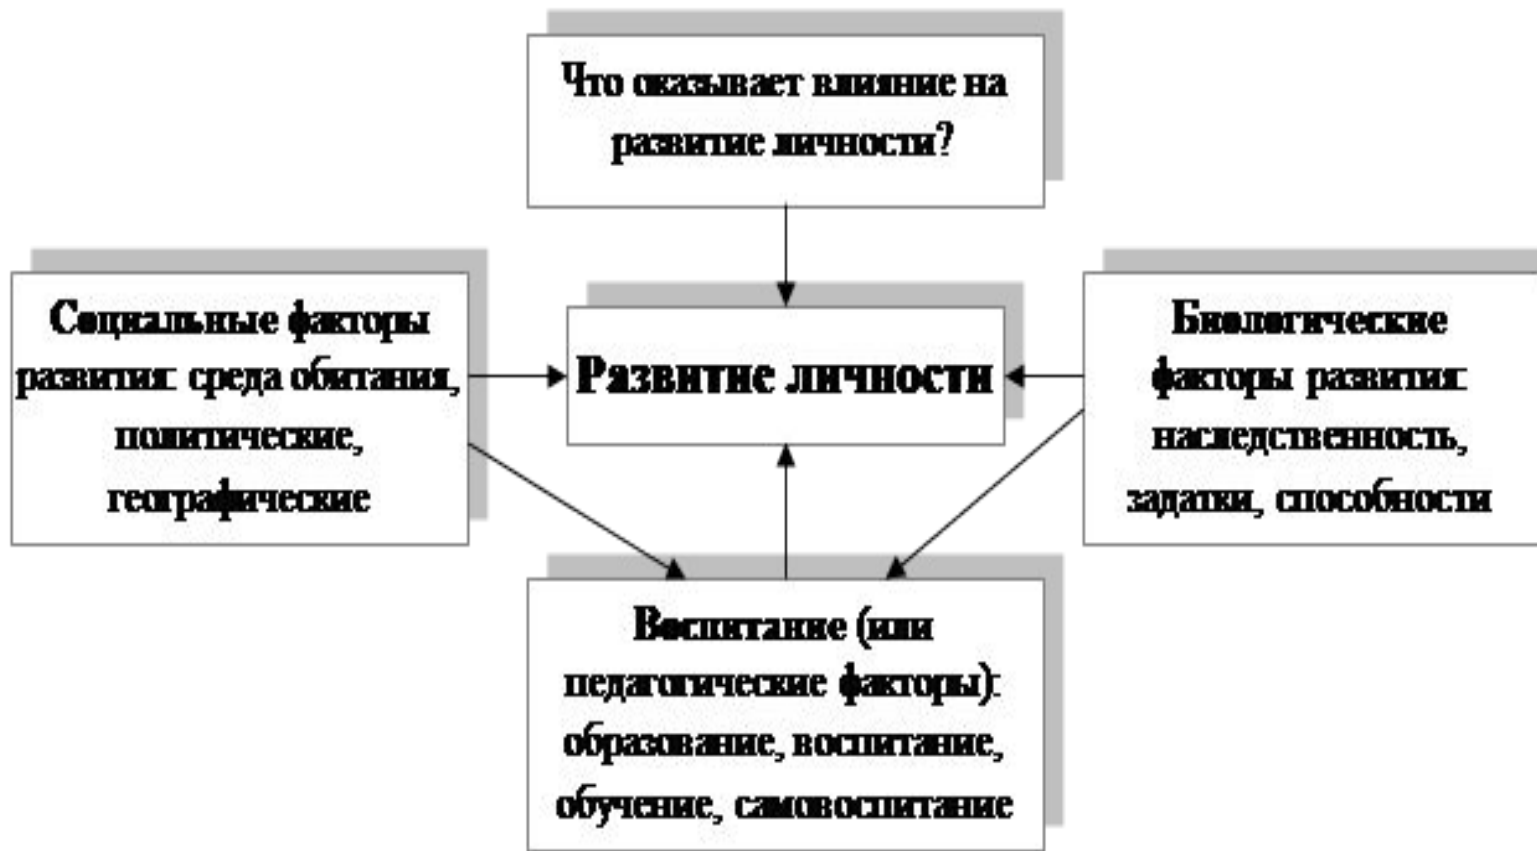 Что оказывает влияние на
развитие личности?
Социальные факторы
развития: среда обитания,
политические,
географические
Развитие личности
Биологические
факторы развития:
наследственность,
задатки, способности
Воспитание (или
педагогические факторы):
образование, воспитание,
обучение, самовоспитание